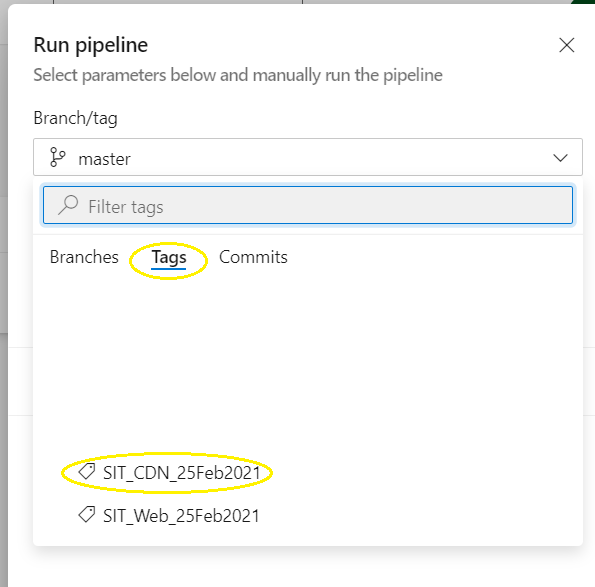 Run pipeline
Select parameters below and manually run the pipeline
Branch/tag
master
Filter tags
Branches Tags Commits
SIT_CDN_25Feb2021
SIT_Web_25Feb2021